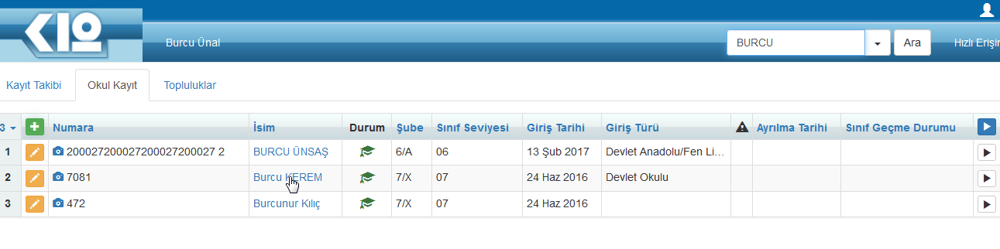 K12
Burcu Ünal
BURCU
Ara
Hızlı Erişi
Kayıt Takibi
Okul Kayıt
Topluluklar
3 Numara İsim Durum Şube Sınıf Seviyesi Giriş Tarihi Giriş Türü Ayrılma Tarihi Sınıf Geçme Durumu
1 2000272000272000272000272 2 BURCU ÜNSAŞ 6/A 06 13 Şub 2017 Devlet Anadolu/Fen Li...
2 7081 Burcu KEREM 7/X 07 24 Haz 2016 Devlet Okulu
3 472 Burcunur Kılıç 7/X 07 24 Haz 2016